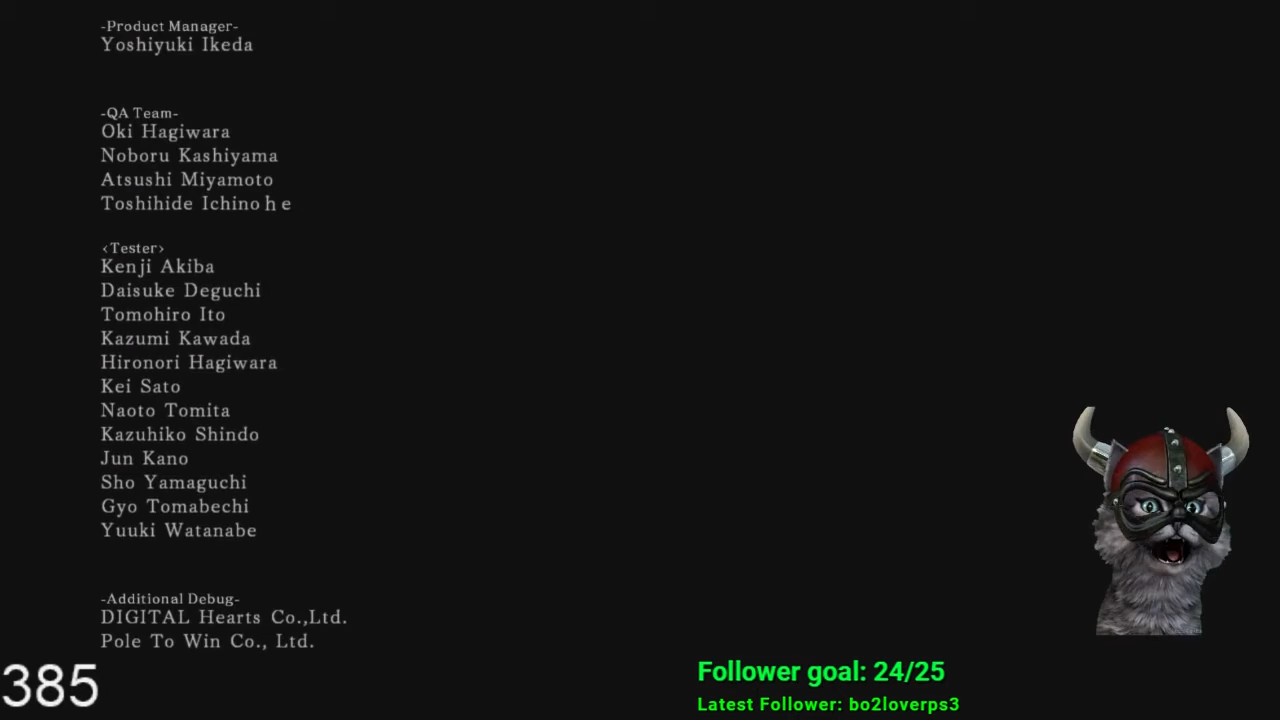 -Product Manager-
Yoshiyuki Ikeda
-QA Team-
Oki Hagiwara
Noboru Kashiyama
Atsushi Miyamoto
Toshihide Ichinohe
<Tester>
Kenji Akiba
Daisuke Deguchi
Tomohiro Ito
Kazumi Kawada
Hironori Hagiwara
Kei Sato
Naoto Tomita
Kazuhiko Shindo
Jun Kano
Sho Yamaguchi
Gyo Tomabechi
Yuuki Watanabe
-Additional Debug-
DIGITAL Hearts Co.,Ltd.
Pole To Win Co., Ltd.
385
Follower goal: 24/25
Latest Follower: bo2loverps3